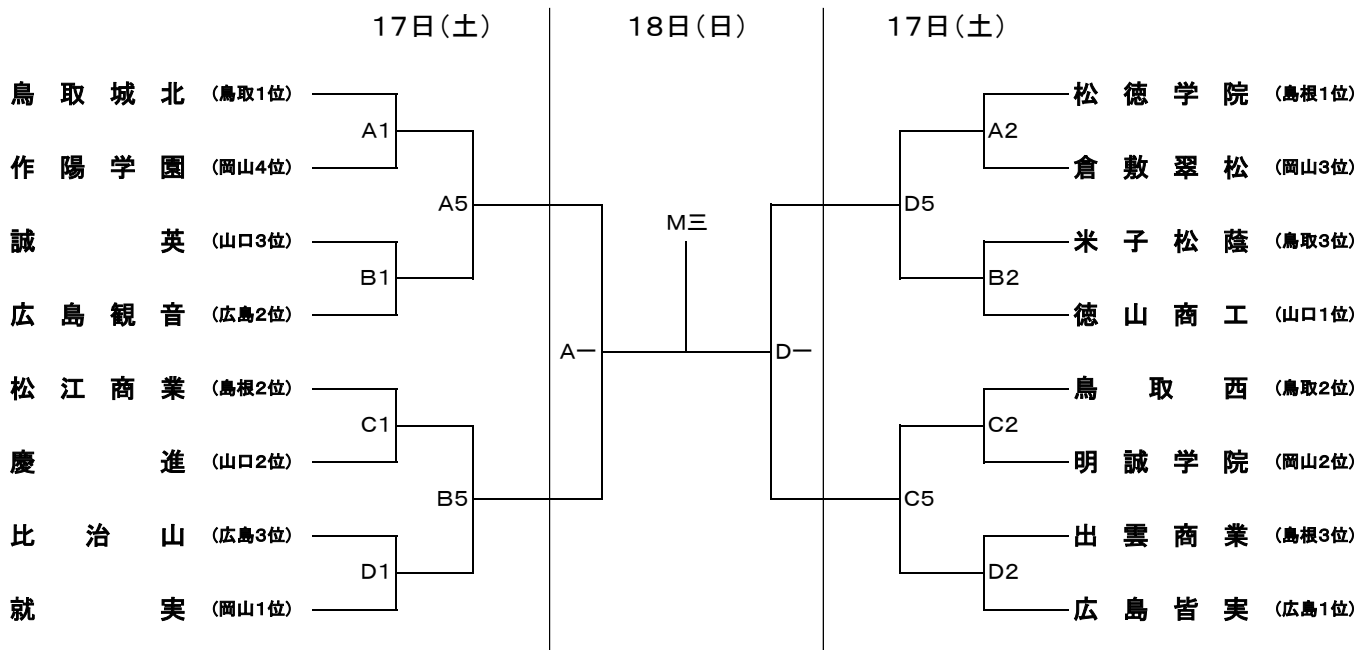 17日(土) 18日(日) 17日(土)
鳥取城北 (鳥取1位) 松徳学院 (島根1位)
A1 A2
作陽学園 (岡山4位) 倉敷翠松 (岡山3位)
A5 D5
M三
誠英 (山口3位) 米子松蔭 (鳥取3位)
B1 B2
広島観音 (広島2位) 徳山商工 (山口1位)
A一 D一
松江商業 (島根2位) 鳥取西 (鳥取2位)
C1 C2
慶進 (山口2位) 明誠学院 (岡山2位)
B5 C5
比治山 (広島3位) 出雲商業 (島根3位)
D1 D2
就実 (岡山1位) 広島皆実 (広島1位)